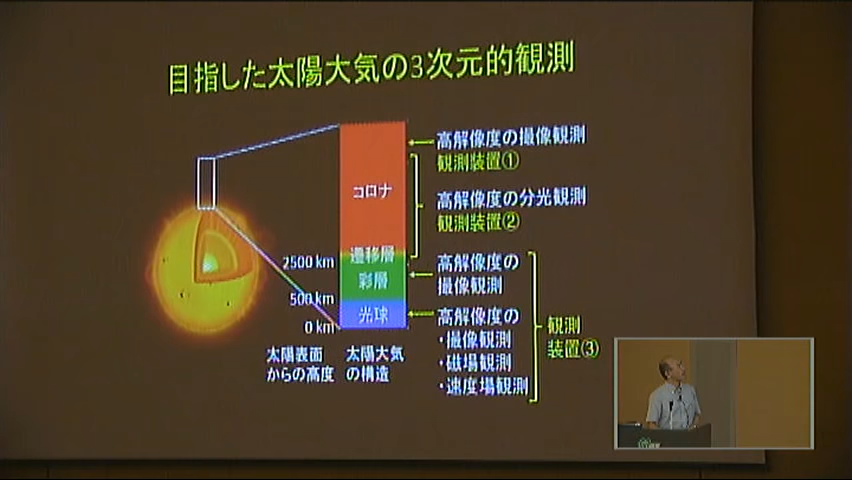 目指した太陽大気の3次元的観測
高解像度の撮像観測
観測装置①
コロナ
高解像度の分光観測
観測装置②
遷移層
2500 km
高解像度の
撮像観測
彩層
500 km
光球
高解像度の
・撮像観測
・磁場観測
・速度場観測
0 km
観測
装置③
太陽表面
からの高度
太陽大気
の構造